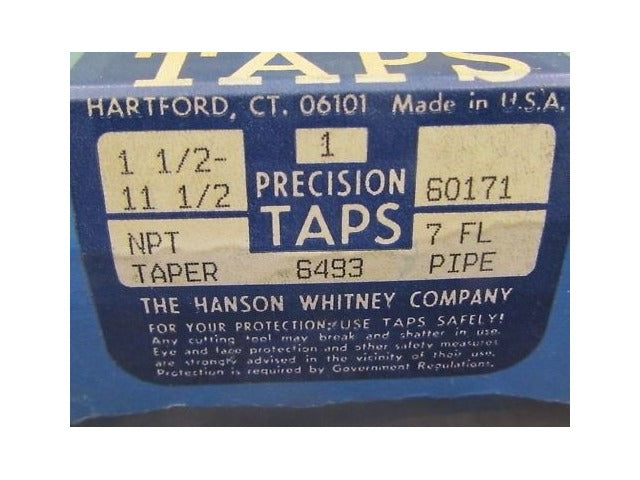 TAPS
HARTFORD, CT. 06101 Made in U.S.A.
1 1/2-
11 1/2
1
PRECISION
TAPS
60171
NPT
TAPER
6493
7 FL
PIPE
THE HANSON WHITNEY COMPANY
FOR YOUR PROTECTION: USE TAPS SAFELY!
Any cutting tool may break and shatter in use.
Eye and face protection and other safety measures
are strongly advised in the vicinity of their use.
Protection is required by Government Regulations.